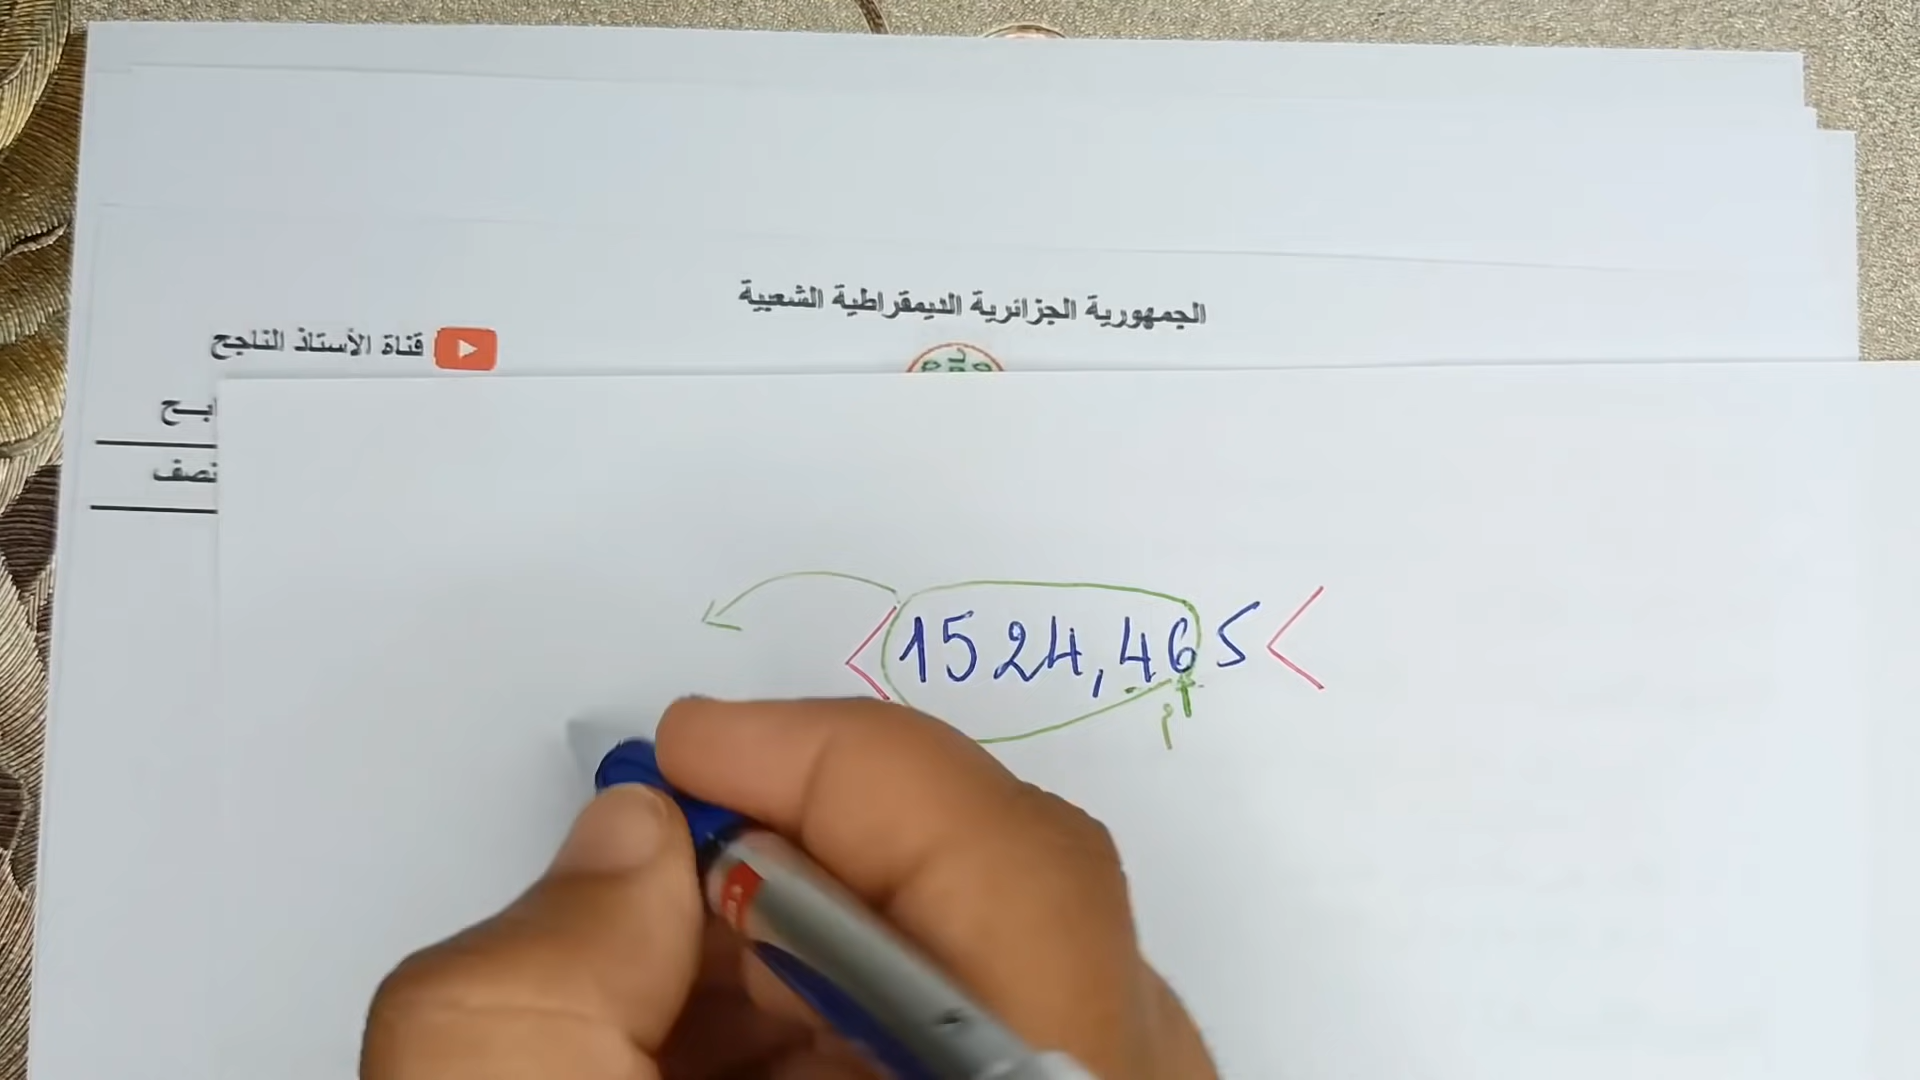 الجمهورية الجزائرية الديمقراطية الشعبية
قناة الأستاذ الناجح
< 1524,465 <
م